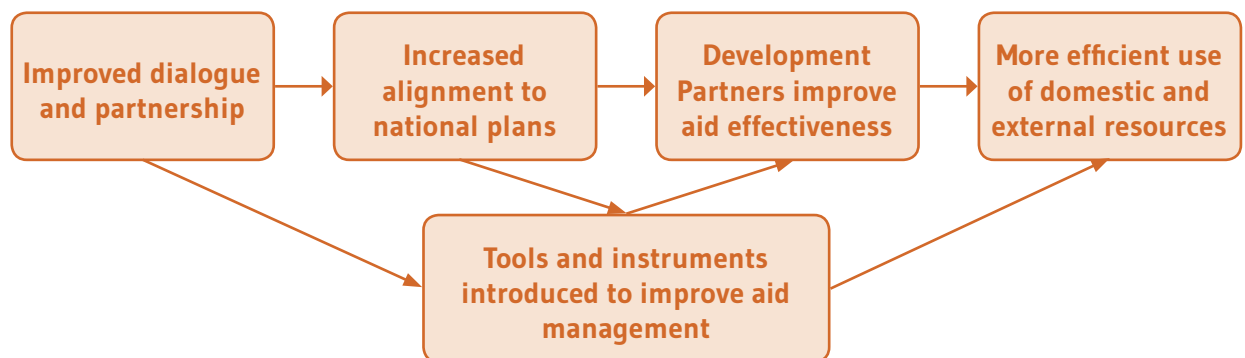 Improved dialogue
and partnership
Increased
alignment to
national plans
Development
Partners improve
aid effectiveness
More efficient use
of domestic and
external resources
Tools and instruments
introduced to improve aid
management